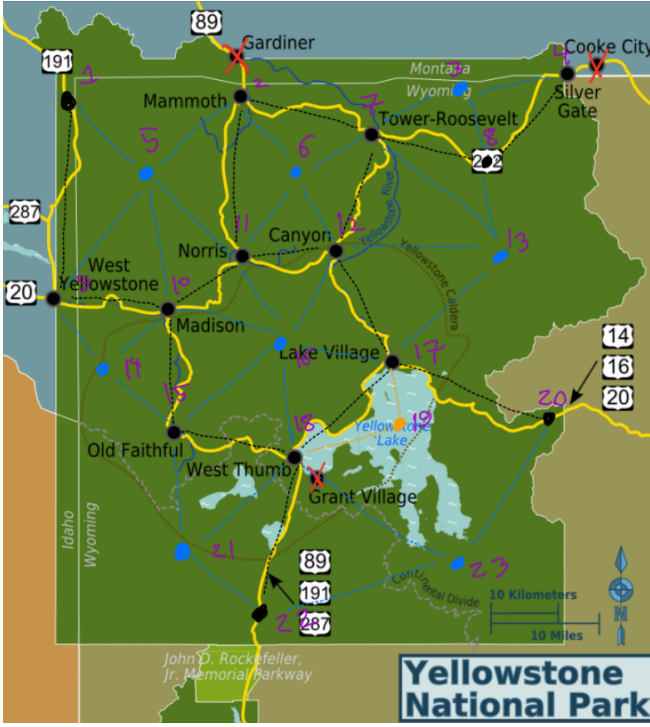 89
Gardiner
191
1
Cooke City
Montana
Wyoming
3
4
2
Mammoth
7
Silver
Gate
Tower-Roosevelt
8
5
6
287
Yellowstone River
11
Canyon
12
Norris
13
West
Yellowstone
10
Yellowstone Caldera
20
Madison
14
16
Lake Village
17
14
16
20
15
18
19
20
Yellowstone
Lake
Old Faithful
West Thumb
Grant Village
Idaho
Wyoming
21
89
191
287
23
Continental Divide
10 Kilometers
N
10 Miles
22
John D. Rockefeller,
Jr. Memorial Parkway
Yellowstone
National Park